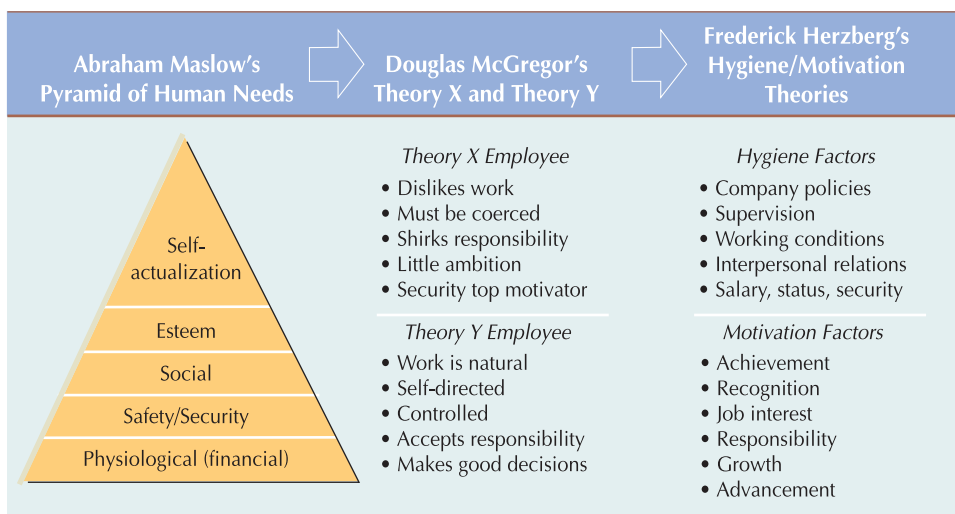 Abraham Maslow's
Pyramid of Human Needs
Douglas McGregor's
Theory X and Theory Y
Frederick Herzberg's
Hygiene/Motivation
Theories
Self-
actualization
Esteem
Social
Safety/Security
Physiological (financial)
Theory X Employee
• Dislikes work
• Must be coerced
• Shirks responsibility
• Little ambition
• Security top motivator
Theory Y Employee
• Work is natural
• Self-directed
• Controlled
• Accepts responsibility
• Makes good decisions
Hygiene Factors
• Company policies
• Supervision
• Working conditions
• Interpersonal relations
• Salary, status, security
Motivation Factors
• Achievement
• Recognition
• Job interest
• Responsibility
• Growth
• Advancement